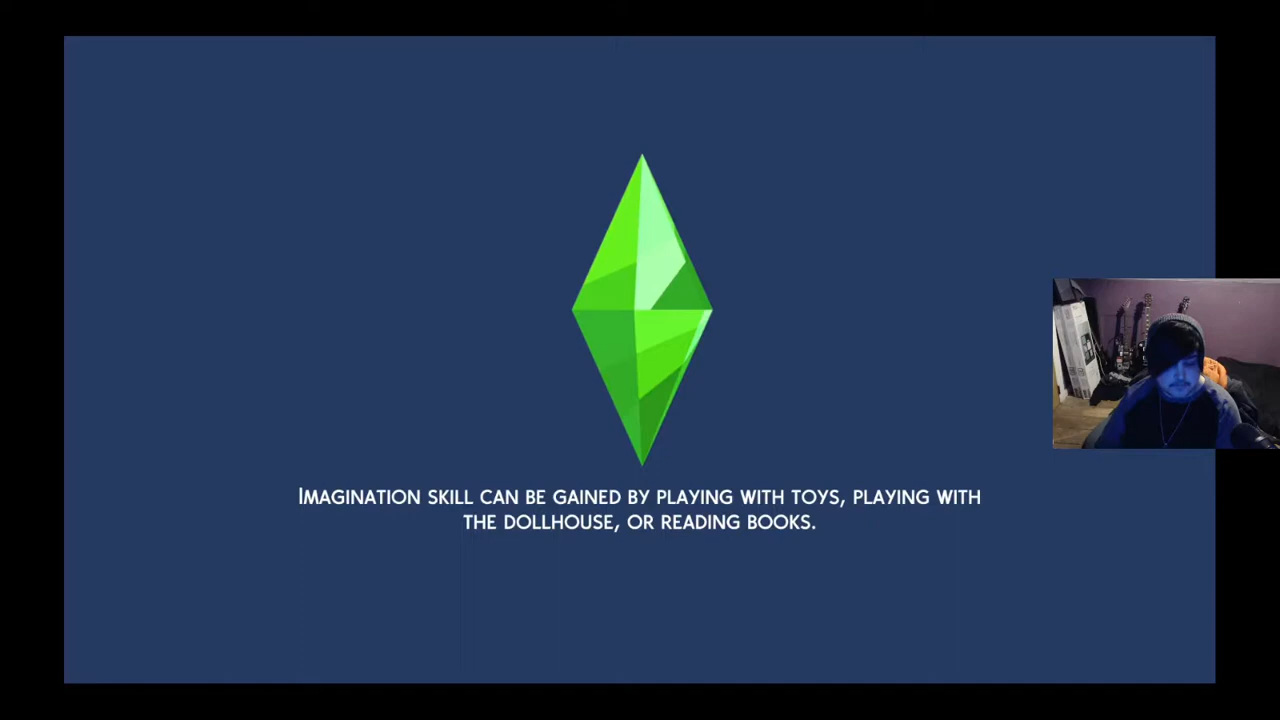 IMAGINATION SKILL CAN BE GAINED BY PLAYING WITH TOYS, PLAYING WITH
THE DOLLHOUSE, OR READING BOOKS.